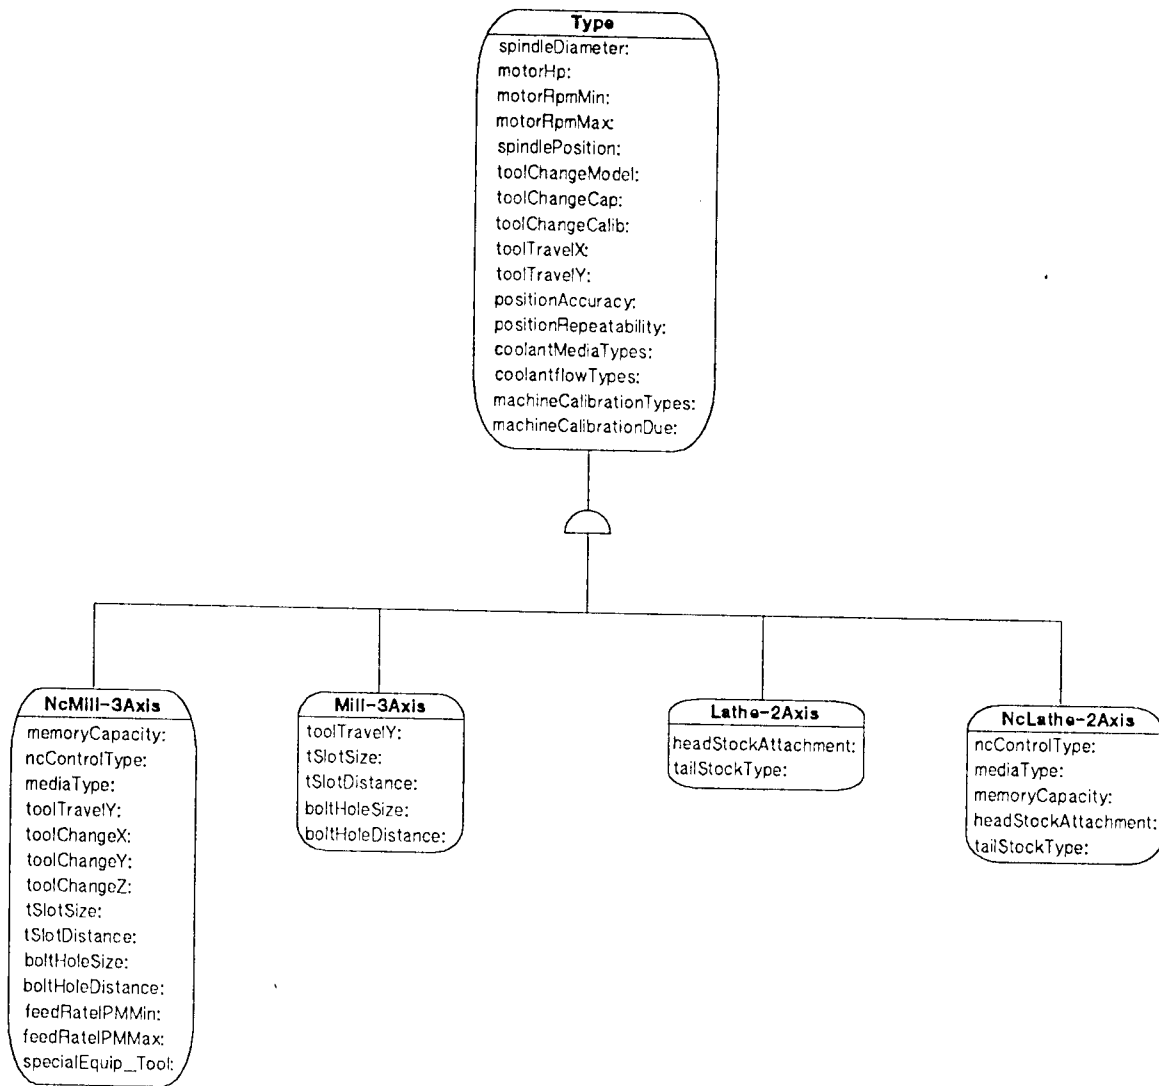 Type
spindleDiameter:
motorHp:
motorRpmMin:
motorRpmMax:
spindlePosition:
toolChangeModel:
toolChangeCap:
toolChangeCalib:
toolTravelX:
toolTravelY:
positionAccuracy:
positionRepeatability:
coolantMediaTypes:
coolantflowTypes:
machineCalibrationTypes:
machineCalibrationDue:
NcMill-3Axis
memoryCapacity:
ncControlType:
mediaType:
toolTravelY:
toolChangeX:
toolChangeY:
toolChangeZ:
tSlotSize:
tSlotDistance:
boltHoleSize:
boltHoleDistance:
feedRateIPMMin:
feedRateIPMMax:
specialEquip_Tool:
Mill-3Axis
toolTravelY:
tSlotSize:
tSlotDistance:
boltHoleSize:
boltHoleDistance:
Lathe-2Axis
headStockAttachment:
tailStockType:
NcLathe-2Axis
ncControlType:
mediaType:
memoryCapacity:
headStockAttachment:
tailStockType: